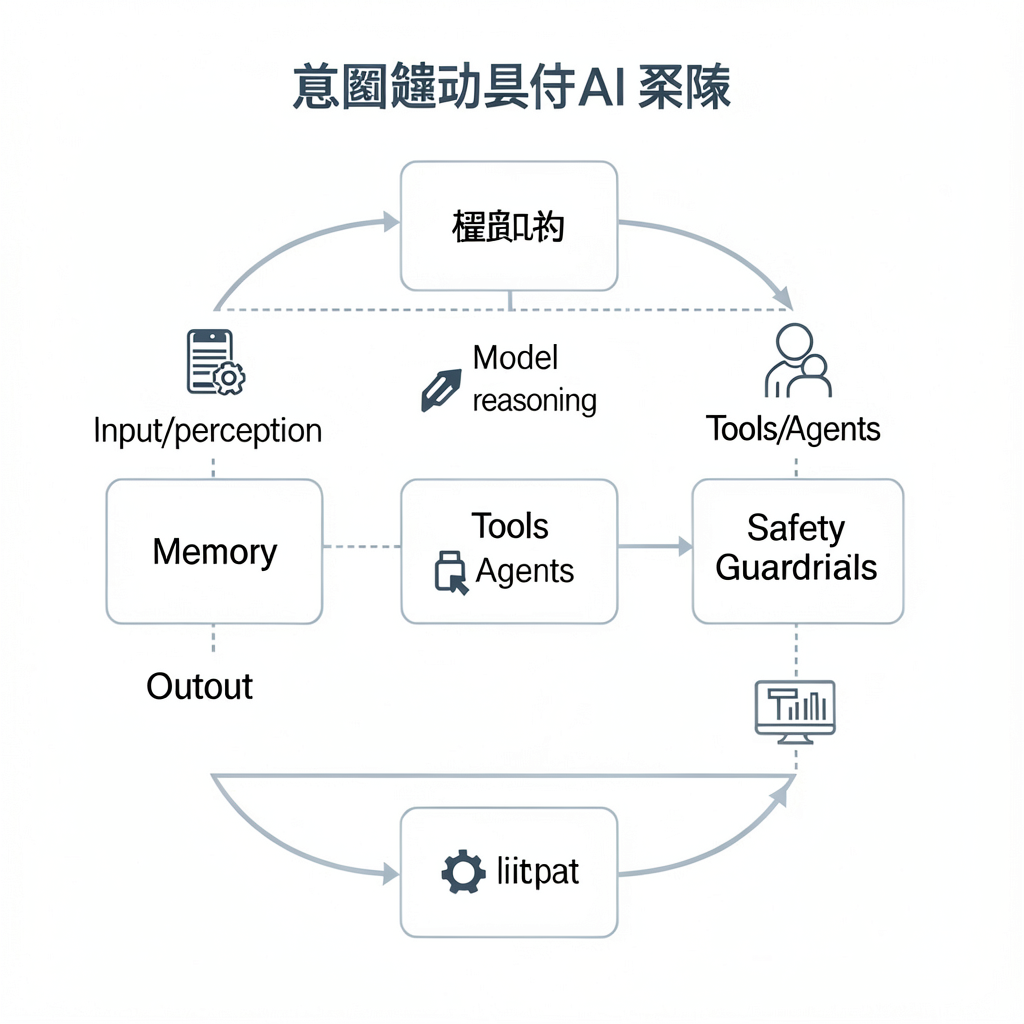 AI
Model
reasoning
Input/perception
Tools/Agents
Memory
Tools
Agents
Safety
Guardrials
Outout
liitpat